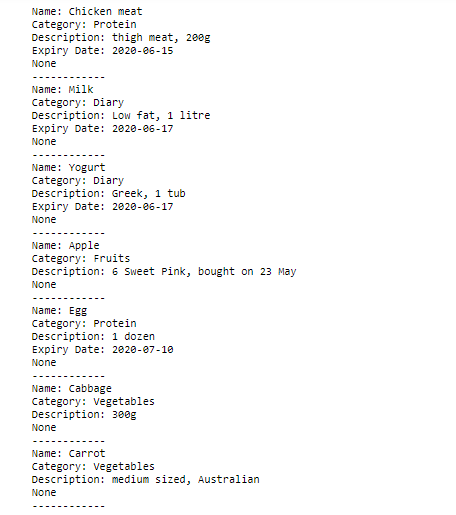 Name: Chicken meat
Category: Protein
Description: thigh meat, 200g
Expiry Date: 2020-06-15
None
------------
Name: Milk
Category: Diary
Description: Low fat, 1 litre
Expiry Date: 2020-06-17
None
------------
Name: Yogurt
Category: Diary
Description: Greek, 1 tub
Expiry Date: 2020-06-17
None
------------
Name: Apple
Category: Fruits
Description: 6 Sweet Pink, bought on 23 May
None
------------
Name: Egg
Category: Protein
Description: 1 dozen
Expiry Date: 2020-07-10
None
------------
Name: Cabbage
Category: Vegetables
Description: 300g
None
------------
Name: Carrot
Category: Vegetables
Description: medium sized, Australian
None
------------